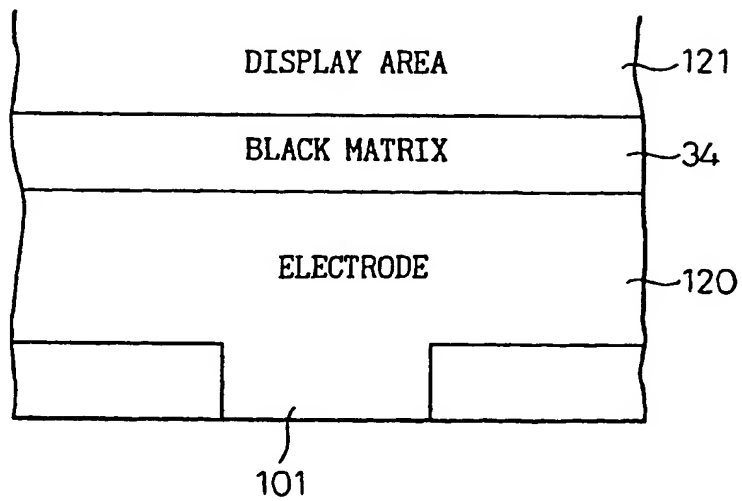 DISPLAY AREA
121
BLACK MATRIX
34
ELECTRODE
120
101